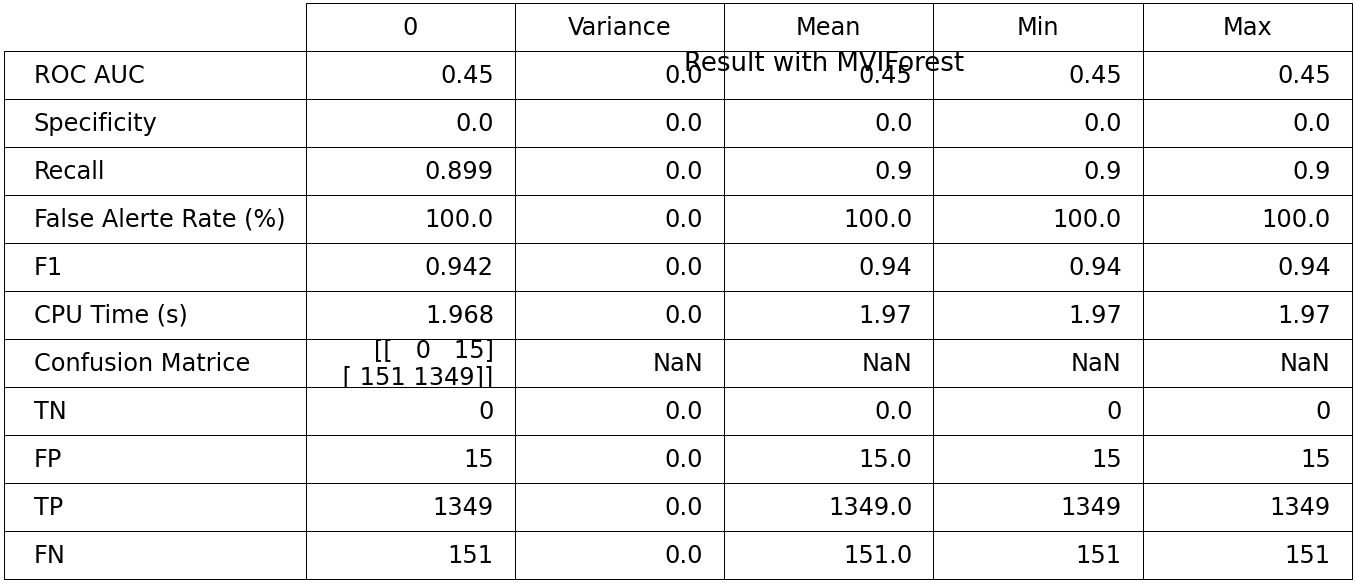 0 Variance Mean Min Max
Result with MVIForest
ROC AUC 0.45 0.0 0.45 0.45 0.45
Specificity 0.0 0.0 0.0 0.0 0.0
Recall 0.899 0.0 0.9 0.9 0.9
False Alerte Rate (%) 100.0 0.0 100.0 100.0 100.0
F1 0.942 0.0 0.94 0.94 0.94
CPU Time (s) 1.968 0.0 1.97 1.97 1.97
[[ 0 15]
Confusion Matrice NaN NaN NaN NaN
[ 151 1349]]
TN 0 0.0 0.0 0 0
FP 15 0.0 15.0 15 15
TP 1349 0.0 1349.0 1349 1349
FN 151 0.0 151.0 151 151